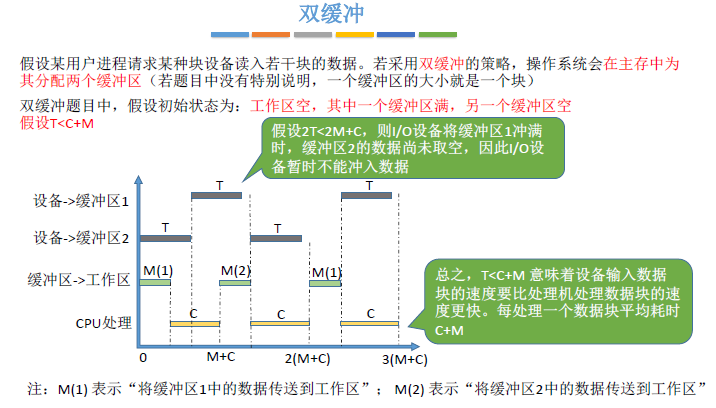 双缓冲
假设某用户进程请求某种块设备读入若干块的数据。若采用双缓冲的策略，操作系统会在主存中为
其分配两个缓冲区（若题目中没有特别说明，一个缓冲区的大小就是一个块）
双缓冲题目中，假设初始状态为：工作区空，其中一个缓冲区满，另一个缓冲区空
假设T<C+M
假设2T<2M+C，则I/O设备将缓冲区1冲满
时，缓冲区2的数据尚未取空，因此I/O设
备暂时不能冲入数据
设备->缓冲区1
T
T
设备->缓冲区2
T
T
缓冲区->工作区
M(1)
M(2)
M(1)
CPU处理
C
C
C
0
M+C
2(M+C)
3(M+C)
总之，T<C+M 意味着设备输入数据
块的速度要比处理机处理数据块的速
度更快。每处理一个数据块平均耗时
C+M
注：M(1) 表示“将缓冲区1中的数据传送到工作区”； M(2) 表示“将缓冲区2中的数据传送到工作区”